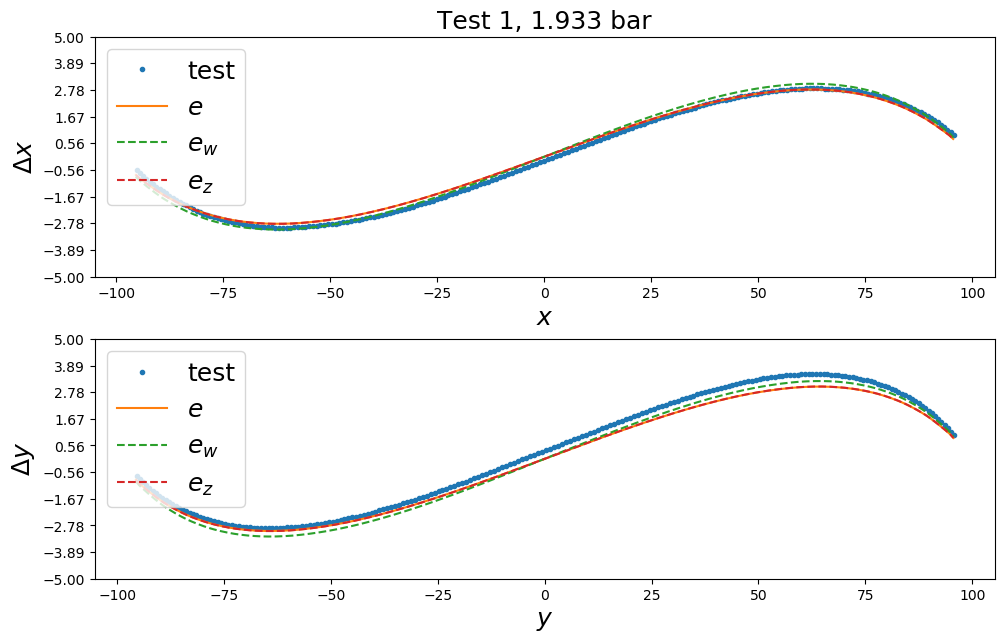 Test 1, 1.933 bar
5.00
3.89
2.78
1.67
0.56
−0.56
−1.67
−2.78
−3.89
−5.00
Δx
test
e
e_w
e_z
−100 −75 −50 −25 0 25 50 75 100
x
5.00
3.89
2.78
1.67
0.56
−0.56
−1.67
−2.78
−3.89
−5.00
Δy
test
e
e_w
e_z
−100 −75 −50 −25 0 25 50 75 100
y